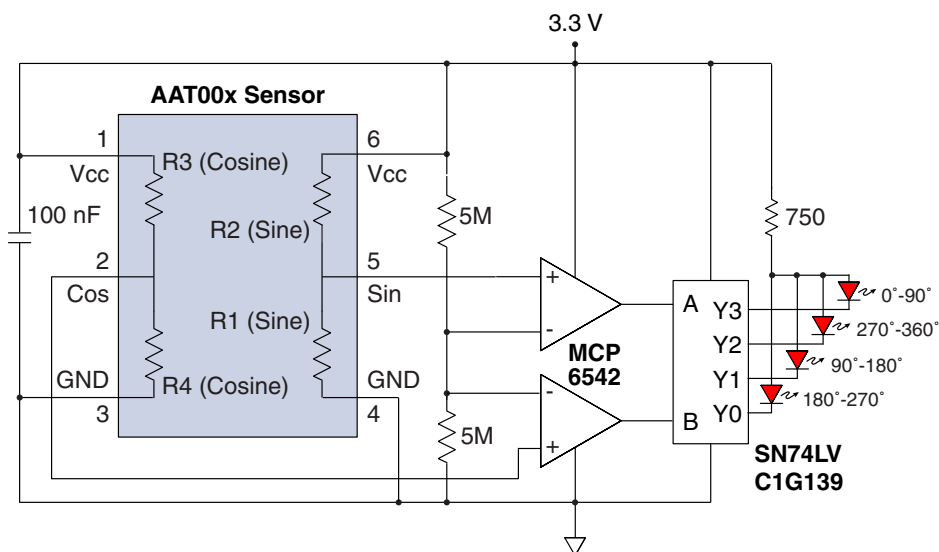 3.3 V
AAT00x Sensor
1
Vcc
R3 (Cosine)
6
Vcc
100 nF
R2 (Sine)
5M
750
2
Cos
5
Sin
+
-
A
Y3
0˚-90˚
R1 (Sine)
Y2
270˚-360˚
MCP
6542
GND
3
R4 (Cosine)
GND
4
-
+
Y1
90˚-180˚
5M
B
Y0
180˚-270˚
SN74LV
C1G139